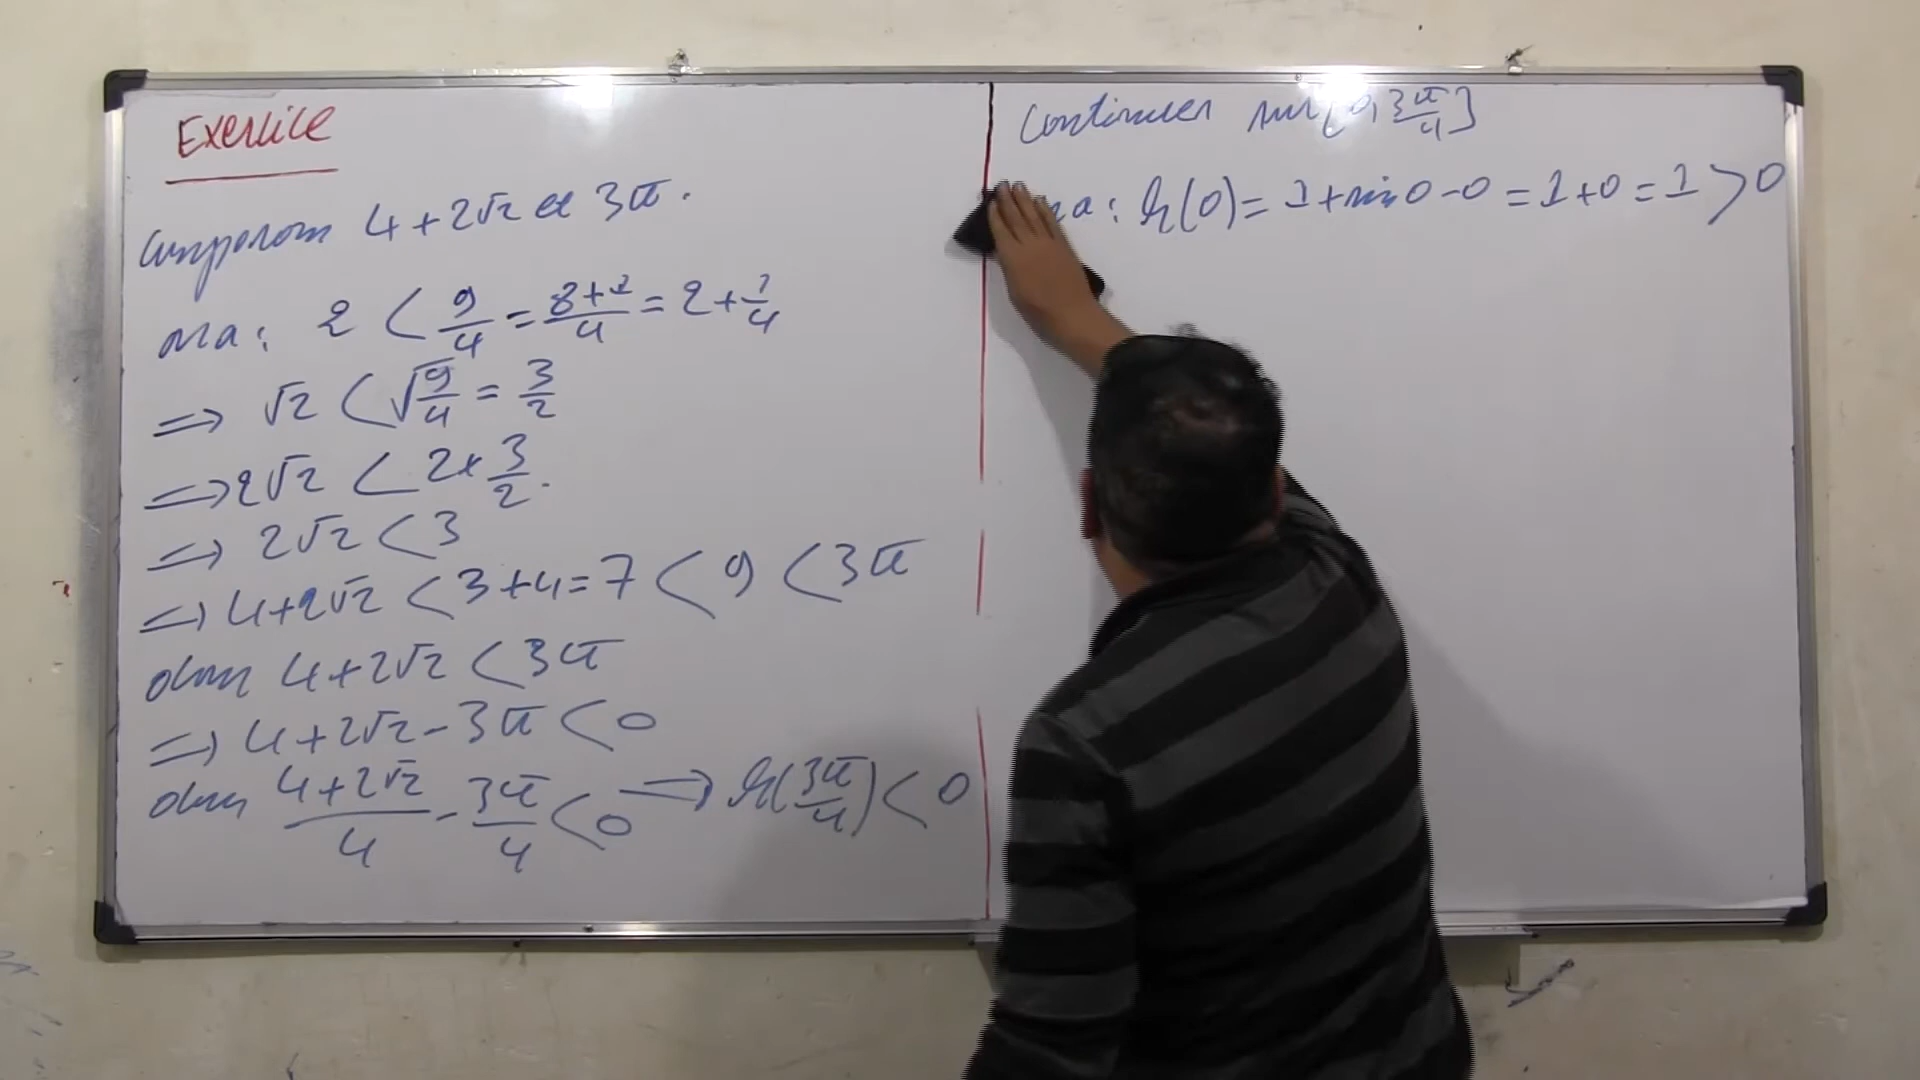 Exercice
Comparons 4+2√2 et 3π.
on a : 2 < 9/4 = 8+1/4 = 2 + 1/4
⟹ √2 < √9/4 = 3/2
⟹ 2√2 < 2 × 3/2.
⟹ 2√2 < 3
⟹ 4+2√2 < 3+4=7 < 9 < 3π
donc 4+2√2 < 3π
⟹ 4+2√2 - 3π < 0
donc 4+2√2/4 - 3π/4 < 0 ⟹ h(3π/4) < 0
continues sur [0, 3π/4]
na : h(0) = 1+sin0-0 = 1+0 = 1 > 0